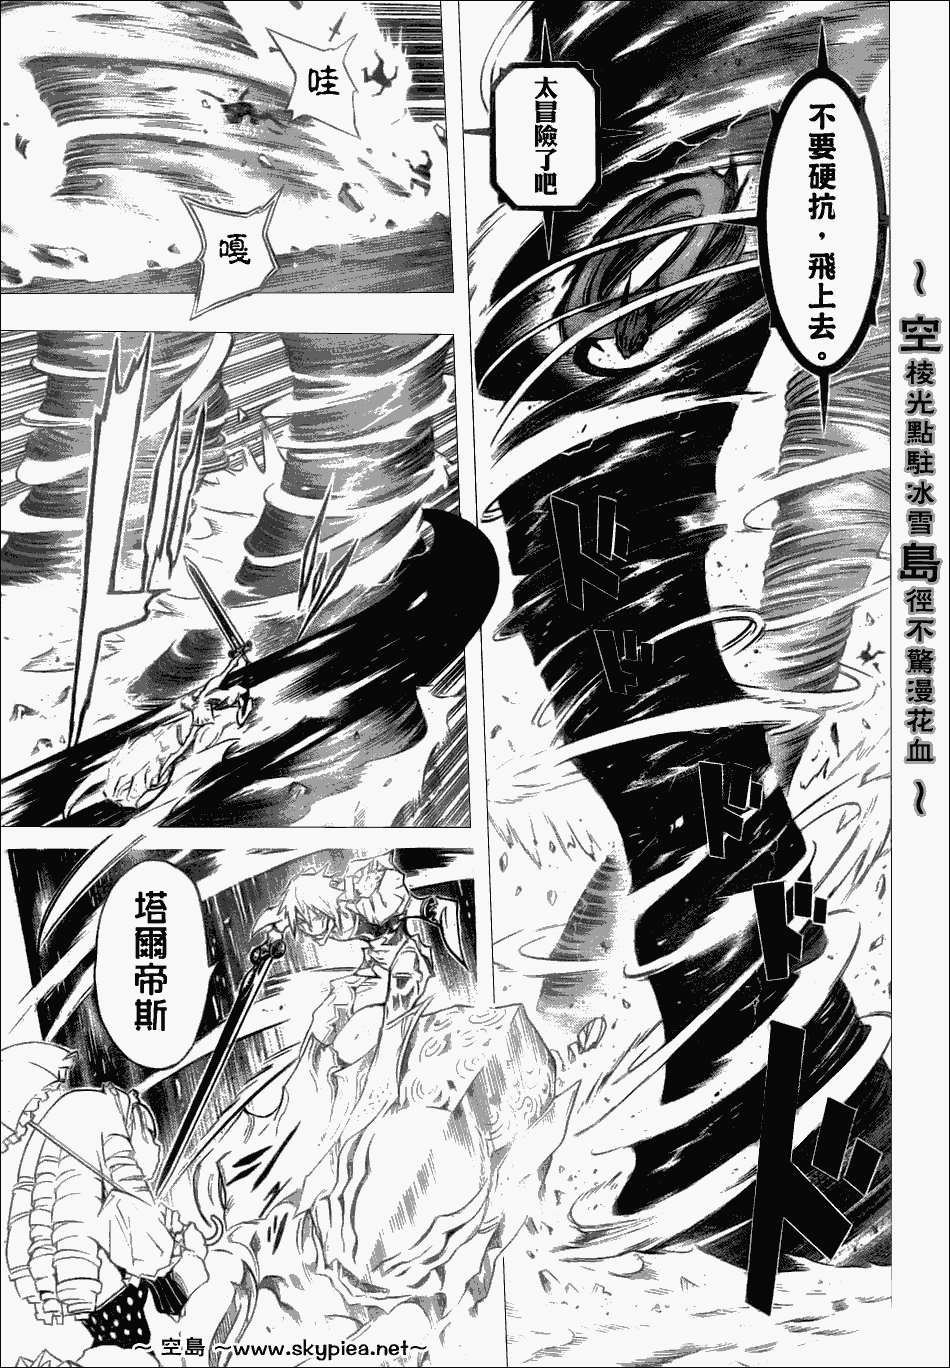 不要硬抗，飛上去。
太冒險了吧
ドド
ドド
ドド
ドド
哇
嘎
塔爾帝斯
～空棱光點駐冰雪島徑不驚漫花血～
～ 空島 ～www.skypiea.net～